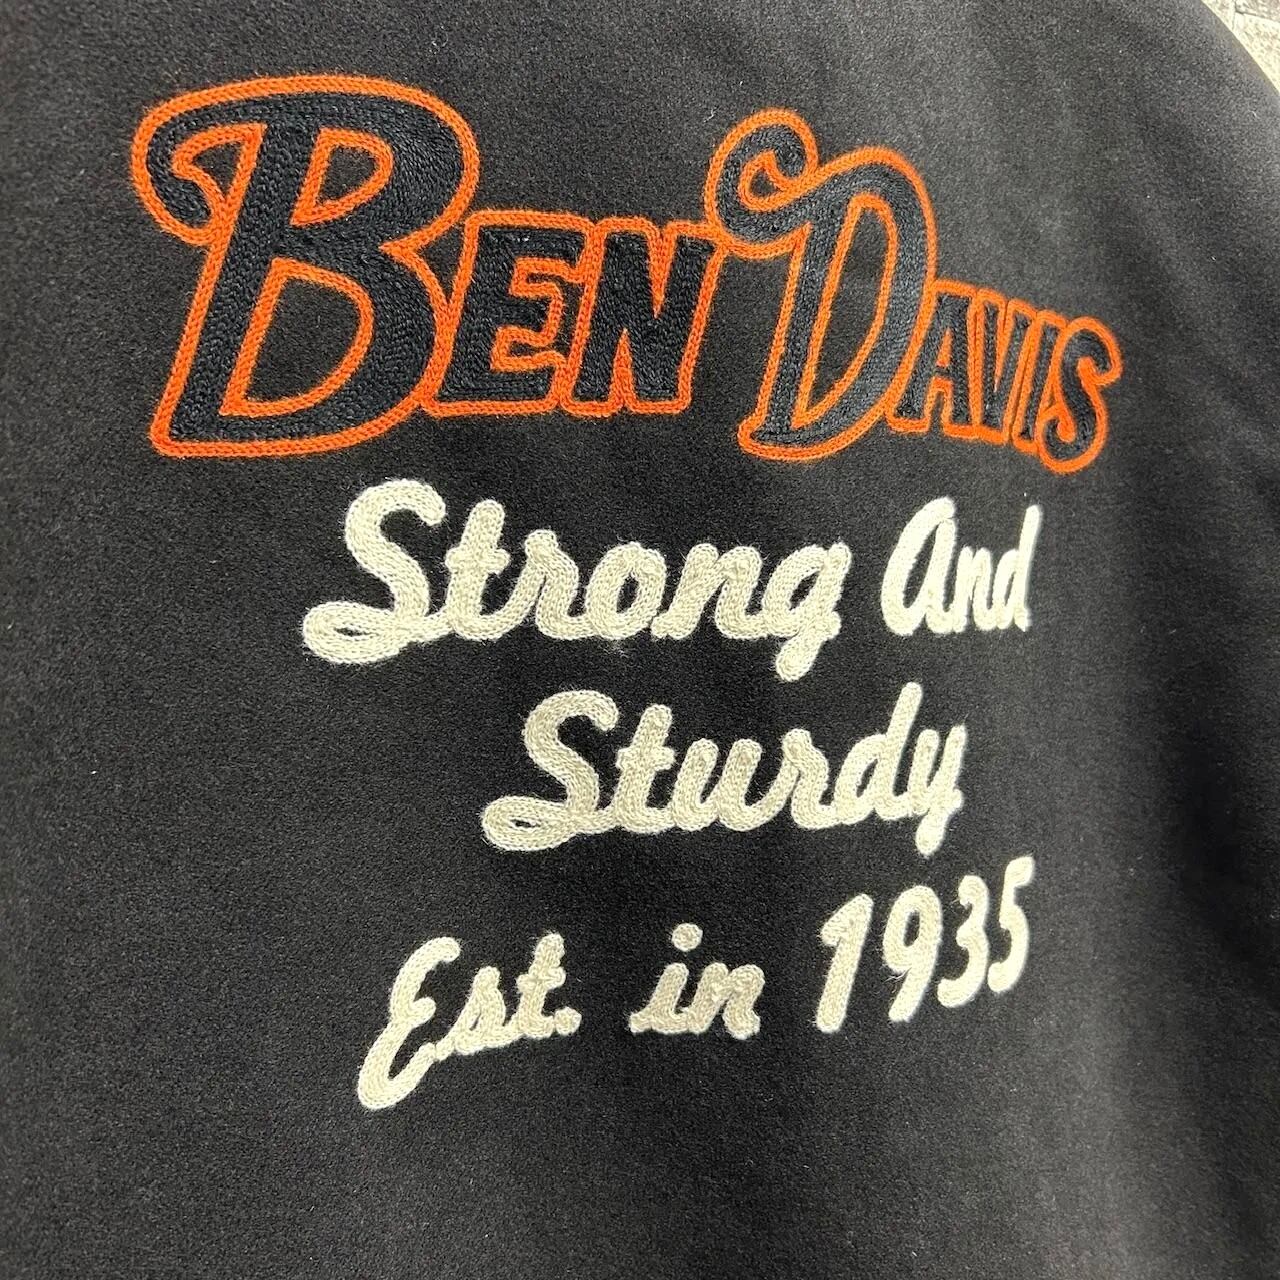 BEN DAVIS
Strong And
Sturdy
Est. in 1935